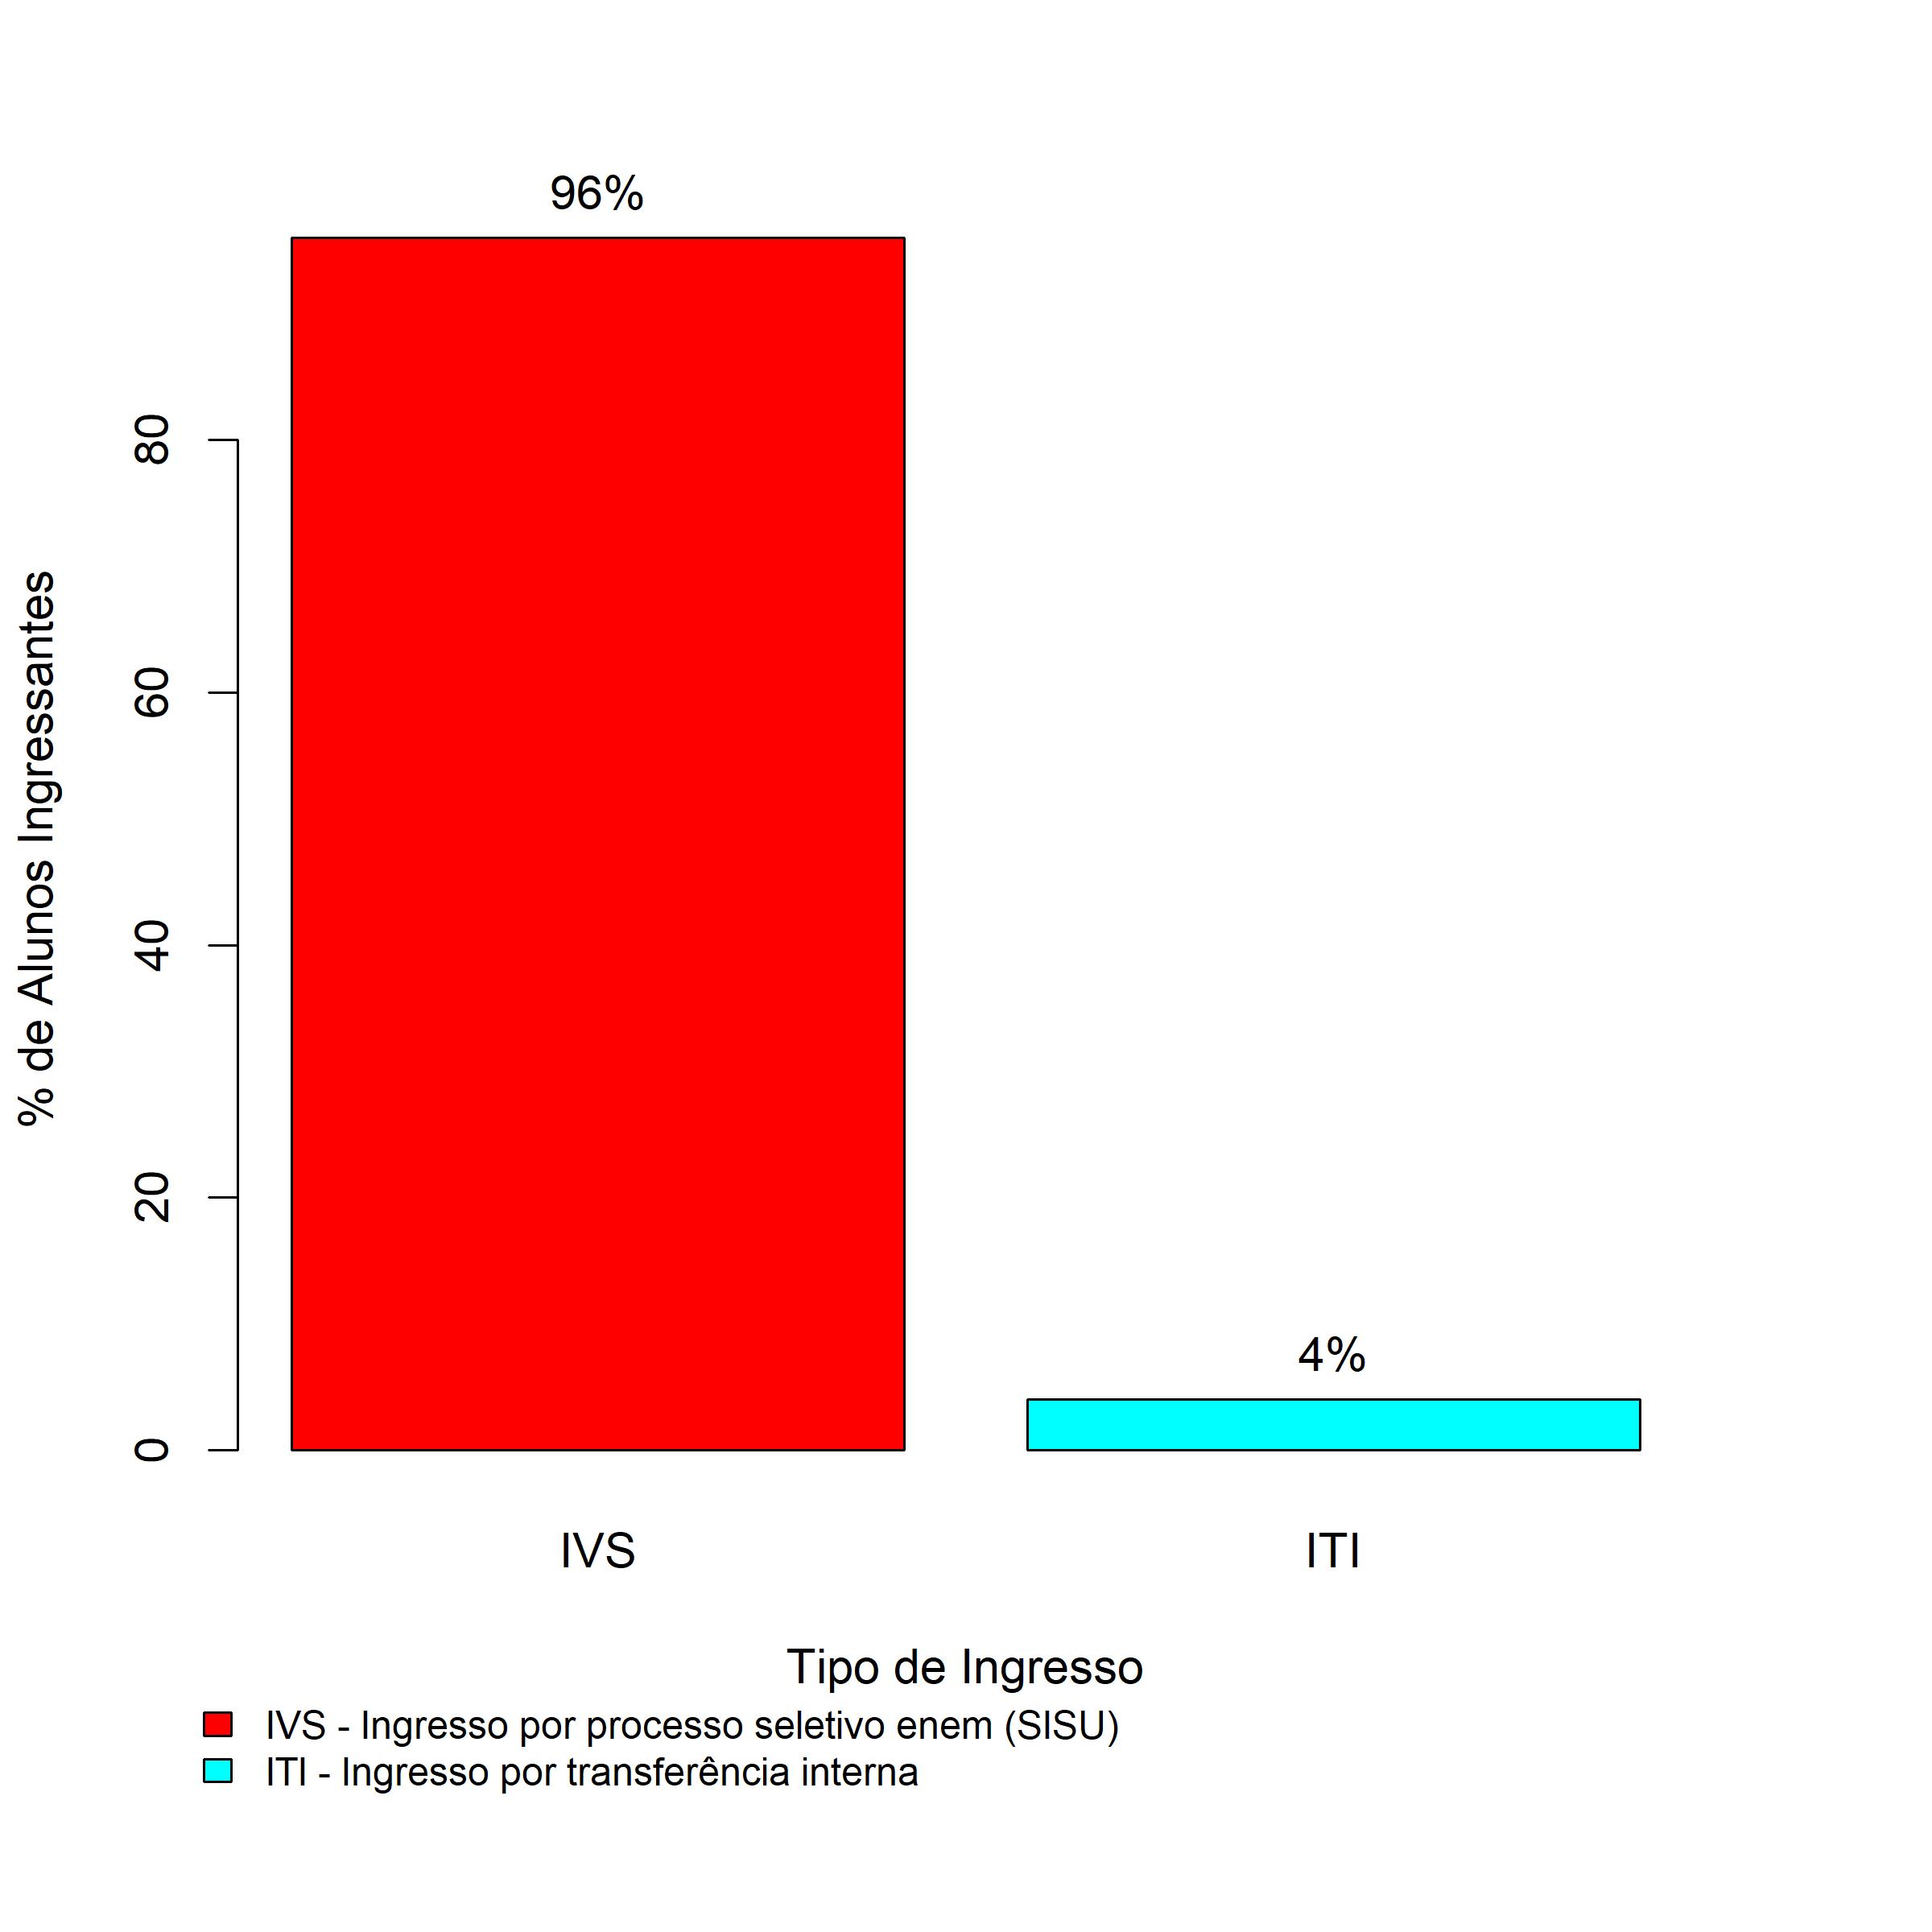 96%
80
60
40
20
0
% de Alunos Ingressantes
4%
IVS
ITI
Tipo de Ingresso
IVS - Ingresso por processo seletivo enem (SISU)
ITI - Ingresso por transferência interna